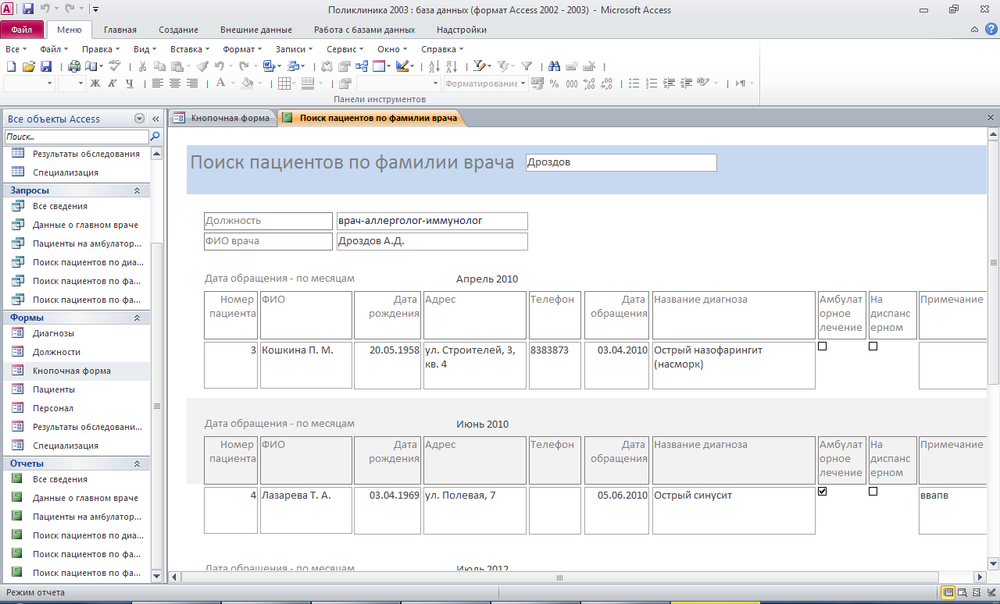 Поликлиника 2003 : база данных (формат Access 2002 - 2003) - Microsoft Access
Файл Меню Главная Создание Внешние данные Работа с базами данных Надстройки
Все Файл Правка Вид Вставка Формат Записи Сервис Окно Справка
Ж К Ч Форматирование
Панели инструментов
Все объекты Access
Поиск...
Результаты обследования
Специализация
Запросы
Все сведения
Данные о главном враче
Пациенты на амбулатор...
Поиск пациентов по диа...
Поиск пациентов по фа...
Поиск пациентов по фа...
Формы
Диагнозы
Должности
Кнопочная форма
Пациенты
Персонал
Результаты обследовани...
Специализация
Отчеты
Все сведения
Данные о главном враче
Пациенты на амбулатор...
Поиск пациентов по диа...
Поиск пациентов по фа...
Поиск пациентов по фа...
Кнопочная форма Поиск пациентов по фамилии врача
Поиск пациентов по фамилии врача Дроздов
Должность врач-аллерголог-иммунолог
ФИО врача Дроздов А.Д.
Дата обращения - по месяцам Апрель 2010
Номер пациента ФИО Дата рождения Адрес Телефон Дата обращения Название диагноза Амбулат орное лечение На диспанс ерном Примечание
3 Кошкина П. М. 20.05.1958 ул. Строителей, 3, кв. 4 8383873 03.04.2010 Острый назофарингит (насморк)
Дата обращения - по месяцам Июнь 2010
Номер пациента ФИО Дата рождения Адрес Телефон Дата обращения Название диагноза Амбулат орное лечение На диспанс ерном Примечание
4 Лазарева Т. А. 03.04.1969 ул. Полевая, 7 05.06.2010 Острый синусит ввапв
Дата обращения - по месяцам Июль 2012
Режим отчета